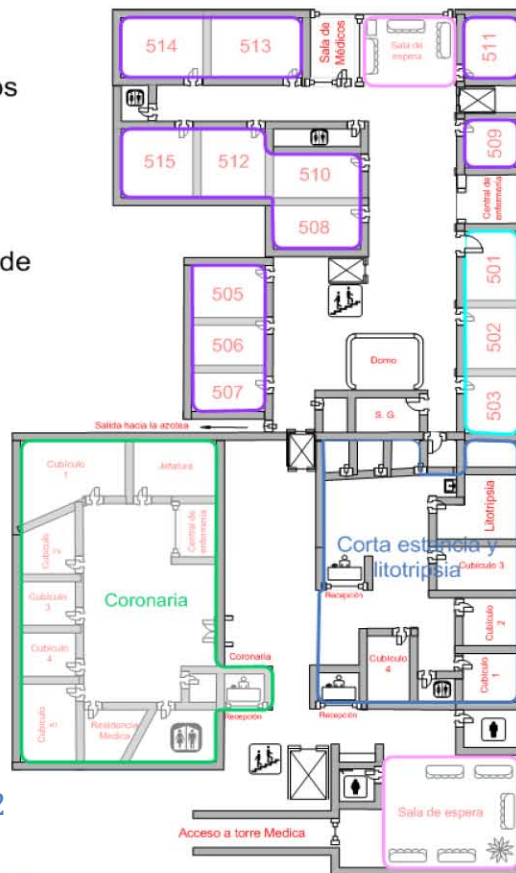 514
513
Sala de
Médicos
Sala de
espera
511
os
515
512
510
509
508
Central de
enfermería
de
501
505
506
502
507
Domo
503
S. G.
Salida hacia la azotea
Cubículo
1
Jefatura
Central de
enfermería
Litotripsia
Corta estancia y
litotripsia
Cubículo 3
Recepción
Cubículo
3
Coronaria
Cubículo
2
Cubículo
4
Coronaria
Cubículo
4
Cubículo
1
Residencia
Medica
Recepción
Recepción
2
Sala de espera
Acceso a torre Medica